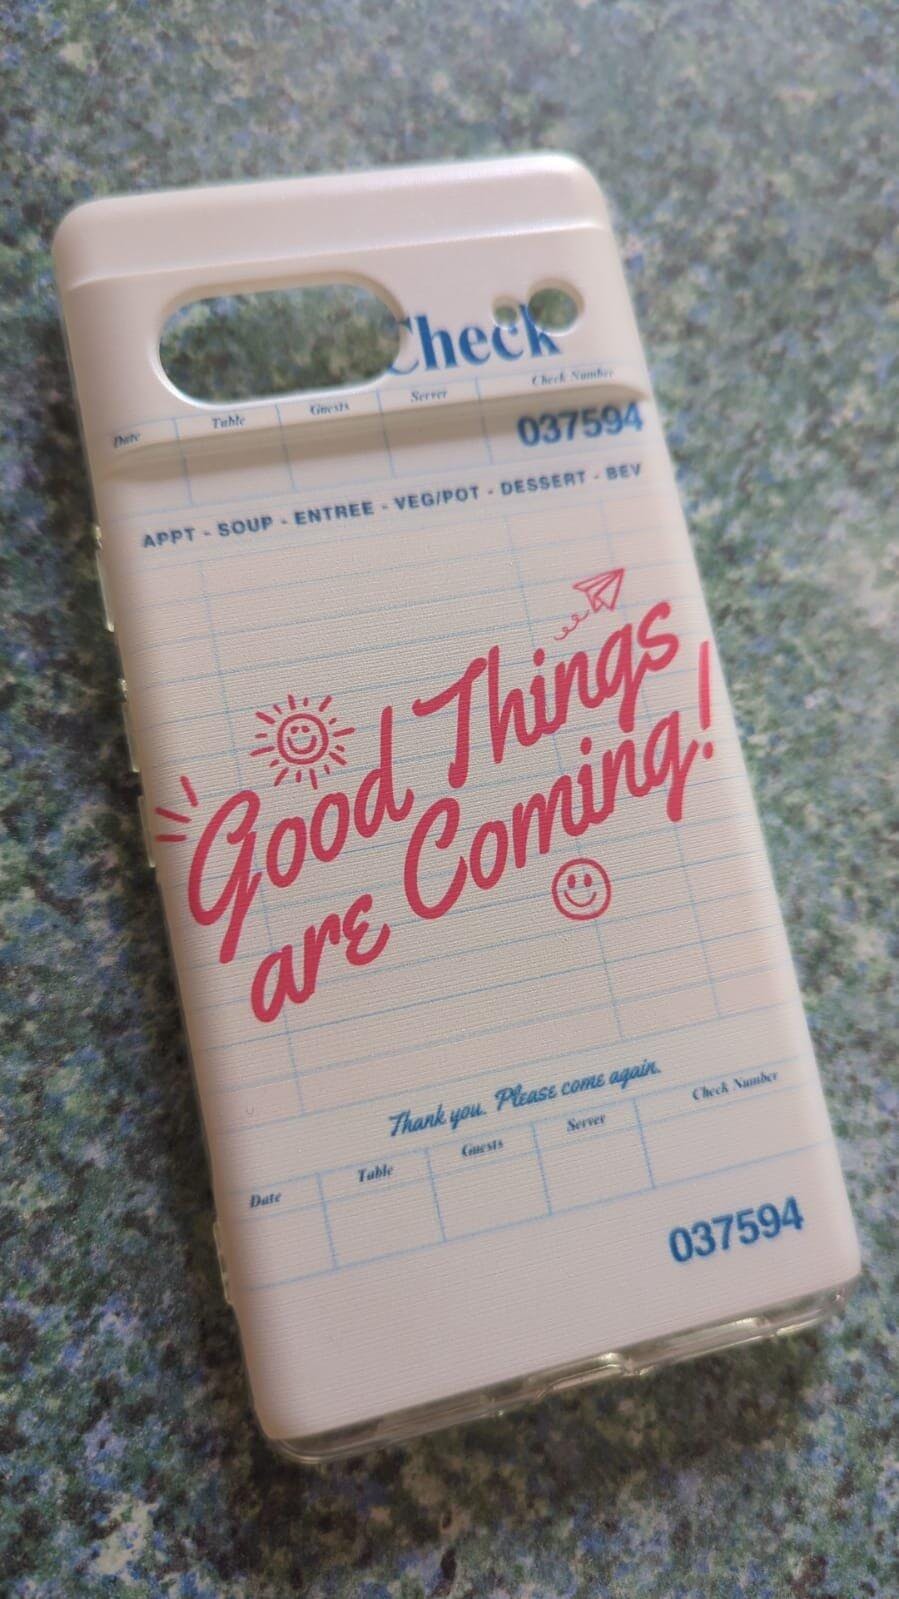 Check
Date Table Guests Server Check Number
037594
APPT - SOUP - ENTREE - VEG/POT - DESSERT - BEV
Good Things
are Coming!
Thank you. Please come again.
Date Table Guests Server Check Number
037594